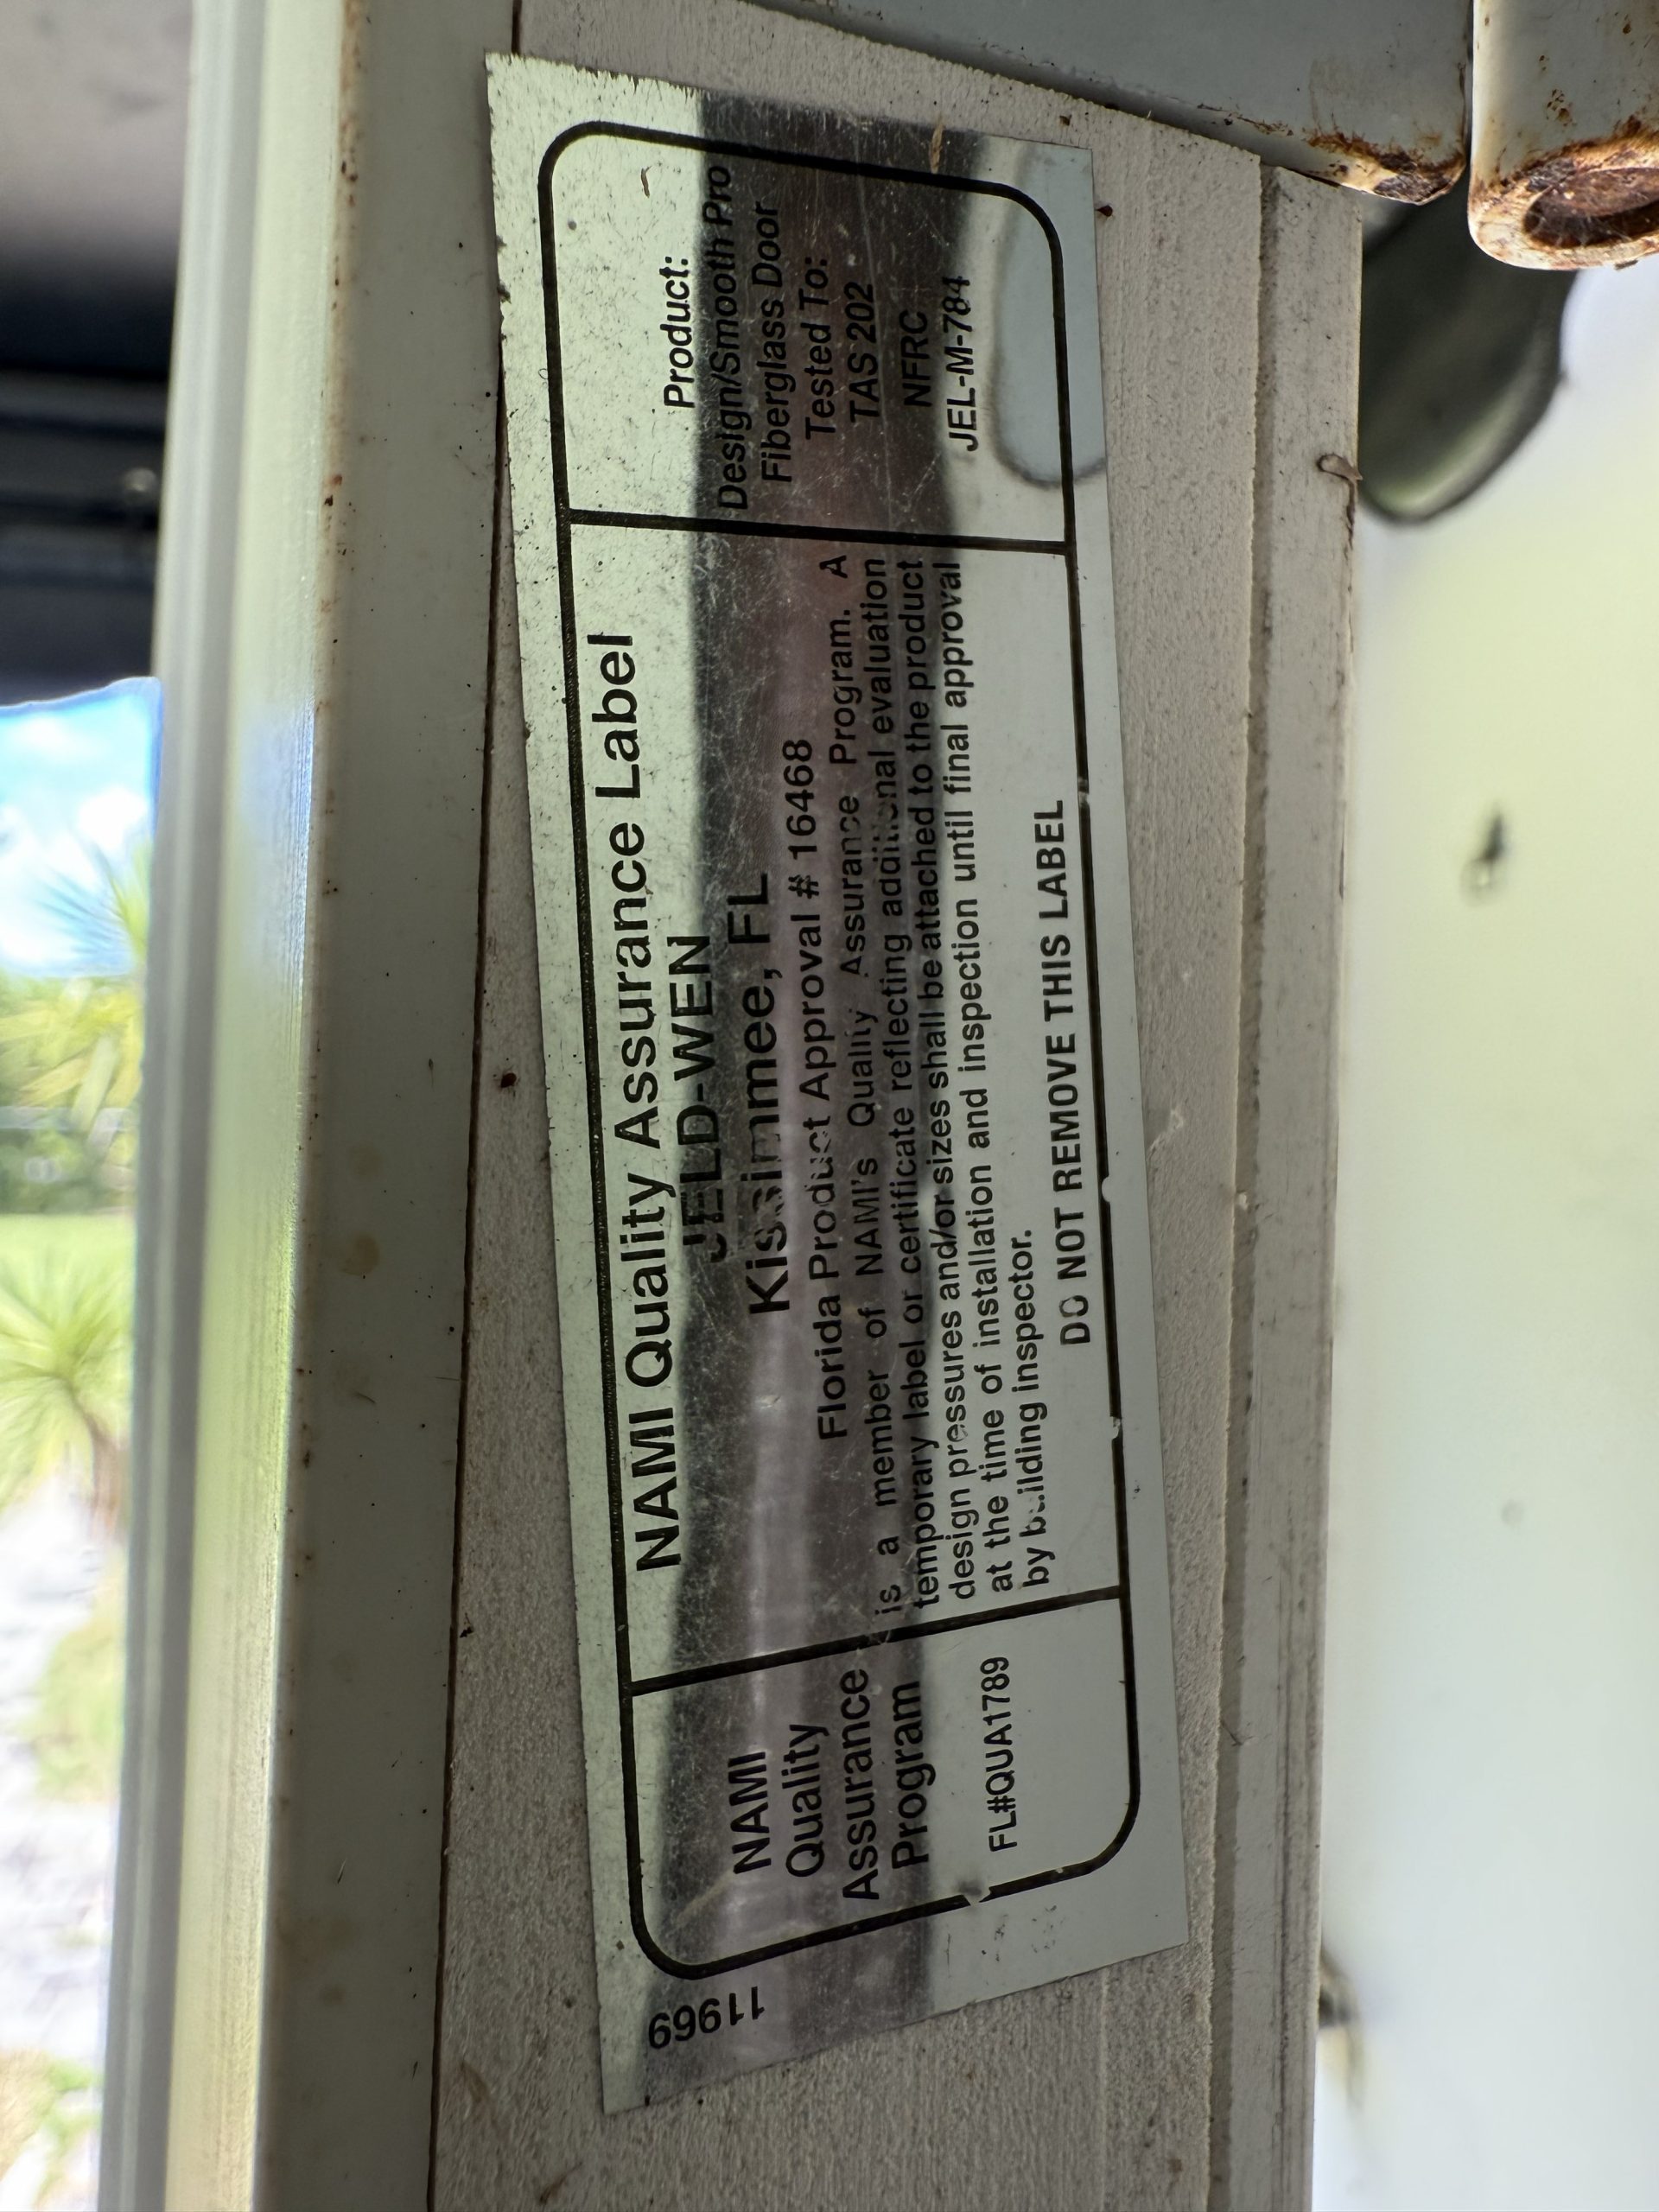 11969
NAMI
Quality
Assurance
Program
FL#QUA1789
NAMI Quality Assurance Label
JELD-WEN
Kissimmee, FL
Florida Product Approval # 16468
is a member of NAMI's Quality Assurance Program. A
temporary label or certificate reflecting additional evaluation
design pressures and/or sizes shall be attached to the product
at the time of installation and inspection until final approval
by building inspector.
DO NOT REMOVE THIS LABEL
Product:
Design/Smooth Pro
Fiberglass Door
Tested To:
TAS 202
NFRC
JEL-M-784